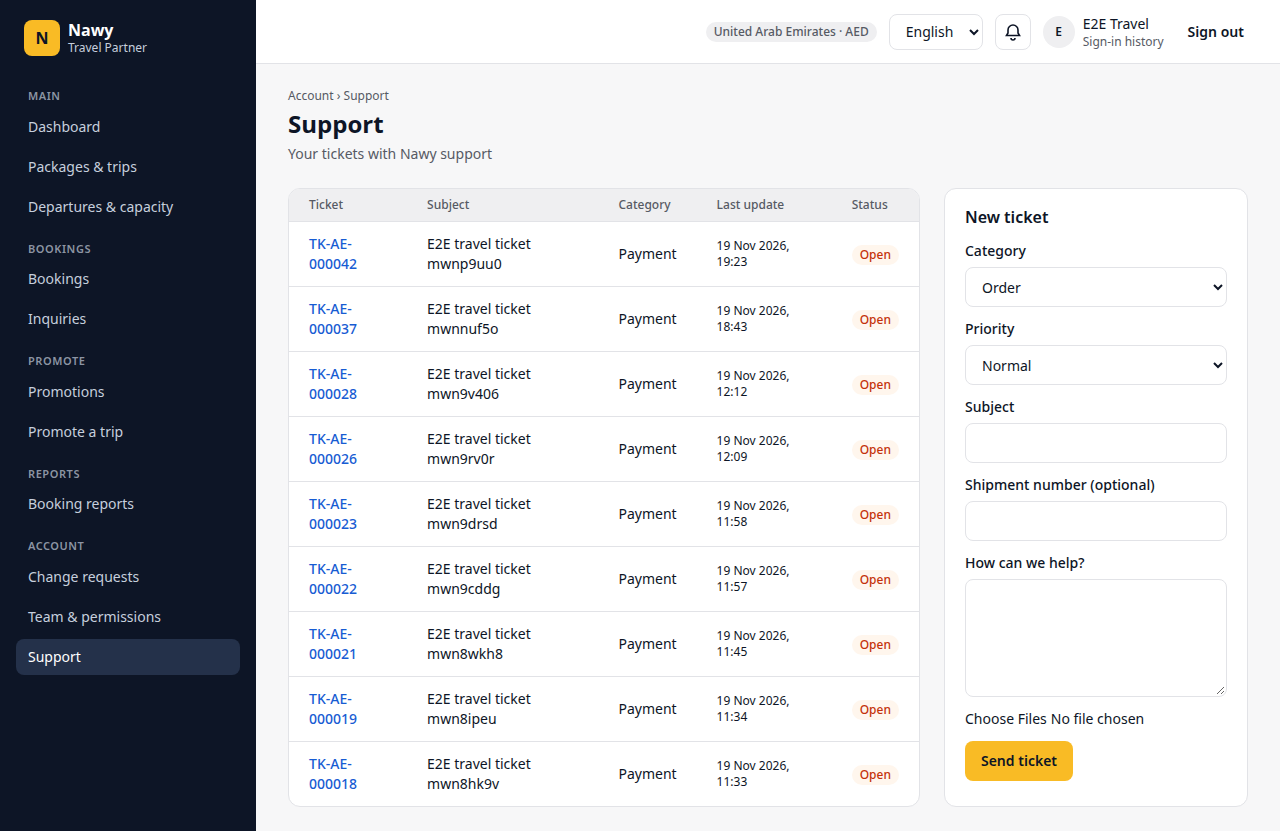 N
Nawy
Travel Partner
MAIN
Dashboard
Packages & trips
Departures & capacity
BOOKINGS
Bookings
Inquiries
PROMOTE
Promotions
Promote a trip
REPORTS
Booking reports
ACCOUNT
Change requests
Team & permissions
Support
United Arab Emirates · AED
English
E
E2E Travel
Sign-in history
Sign out
Account › Support
Support
Your tickets with Nawy support
Ticket Subject Category Last update Status
TK-AE-000042 E2E travel ticket mwnp9uu0 Payment 19 Nov 2026, 19:23 Open
TK-AE-000037 E2E travel ticket mwnnuf5o Payment 19 Nov 2026, 18:43 Open
TK-AE-000028 E2E travel ticket mwn9v406 Payment 19 Nov 2026, 12:12 Open
TK-AE-000026 E2E travel ticket mwn9rv0r Payment 19 Nov 2026, 12:09 Open
TK-AE-000023 E2E travel ticket mwn9drsd Payment 19 Nov 2026, 11:58 Open
TK-AE-000022 E2E travel ticket mwn9cddg Payment 19 Nov 2026, 11:57 Open
TK-AE-000021 E2E travel ticket mwn8wkh8 Payment 19 Nov 2026, 11:45 Open
TK-AE-000019 E2E travel ticket mwn8ipeu Payment 19 Nov 2026, 11:34 Open
TK-AE-000018 E2E travel ticket mwn8hk9v Payment 19 Nov 2026, 11:33 Open
New ticket
Category
Order
Priority
Normal
Subject
Shipment number (optional)
How can we help?
Choose Files No file chosen
Send ticket